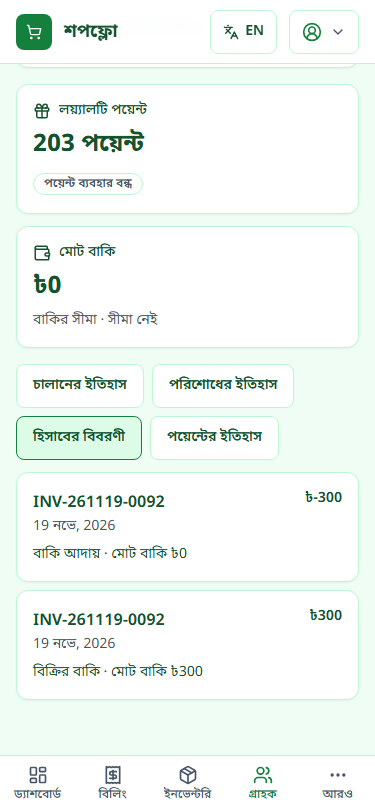 শপফ্লো
EN
লয়্যালটি পয়েন্ট
203 পয়েন্ট
পয়েন্ট ব্যবহার বন্ধ
মোট বাকি
৳0
বাকির সীমা · সীমা নেই
চালানের ইতিহাস
পরিশোধের ইতিহাস
হিসাবের বিবরণী
পয়েন্টের ইতিহাস
INV-261119-0092
৳-300
19 নভে, 2026
বাকি আদায় · মোট বাকি ৳0
INV-261119-0092
৳300
19 নভে, 2026
বিক্রির বাকি · মোট বাকি ৳300
ড্যাশবোর্ড
বিলিং
ইনভেন্টরি
গ্রাহক
আরও